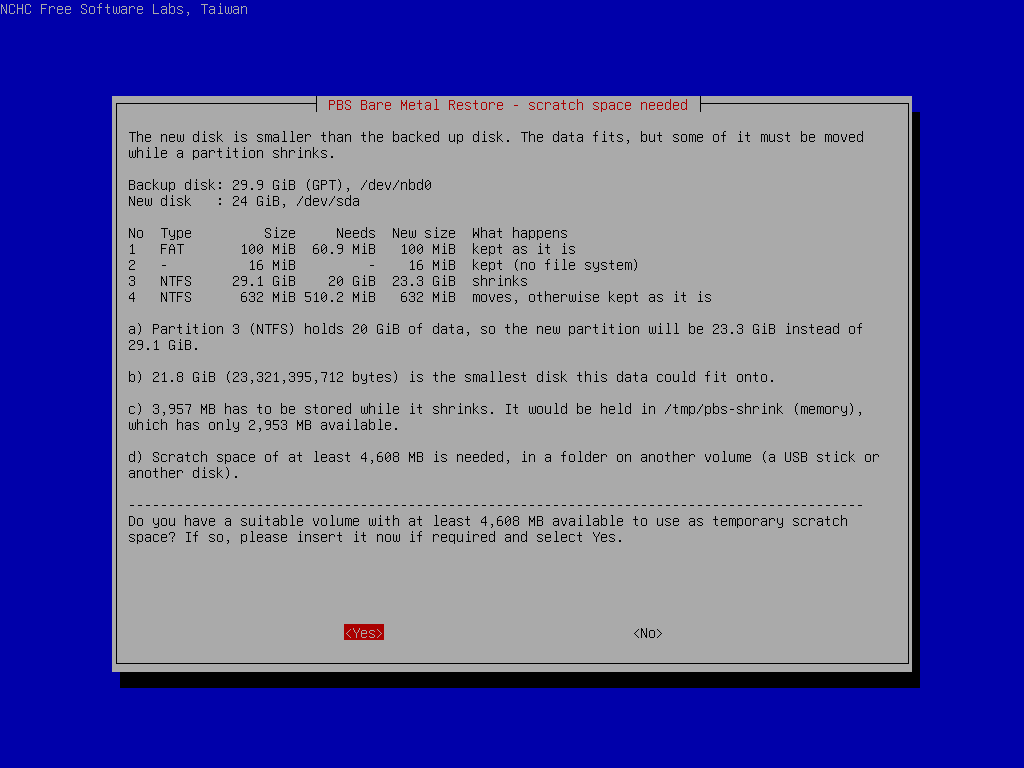 NCHC Free Software Labs, Taiwan
PBS Bare Metal Restore - scratch space needed
The new disk is smaller than the backed up disk. The data fits, but some of it must be moved
while a partition shrinks.
Backup disk: 29.9 GiB (GPT), /dev/nbd0
New disk   : 24 GiB, /dev/sda
No  Type         Size     Needs  New size  What happens
1   FAT       100 MiB  60.9 MiB   100 MiB  kept as it is
2   -          16 MiB         -    16 MiB  kept (no file system)
3   NTFS     29.1 GiB    20 GiB  23.3 GiB  shrinks
4   NTFS      632 MiB 510.2 MiB   632 MiB  moves, otherwise kept as it is
a) Partition 3 (NTFS) holds 20 GiB of data, so the new partition will be 23.3 GiB instead of
29.1 GiB.
b) 21.8 GiB (23,321,395,712 bytes) is the smallest disk this data could fit onto.
c) 3,957 MB has to be stored while it shrinks. It would be held in /tmp/pbs-shrink (memory),
which has only 2,953 MB available.
d) Scratch space of at least 4,608 MB is needed, in a folder on another volume (a USB stick or
another disk).
--------------------------------------------------------------------------------------------
Do you have a suitable volume with at least 4,608 MB available to use as temporary scratch
space? If so, please insert it now if required and select Yes.
<Yes>                               <No>